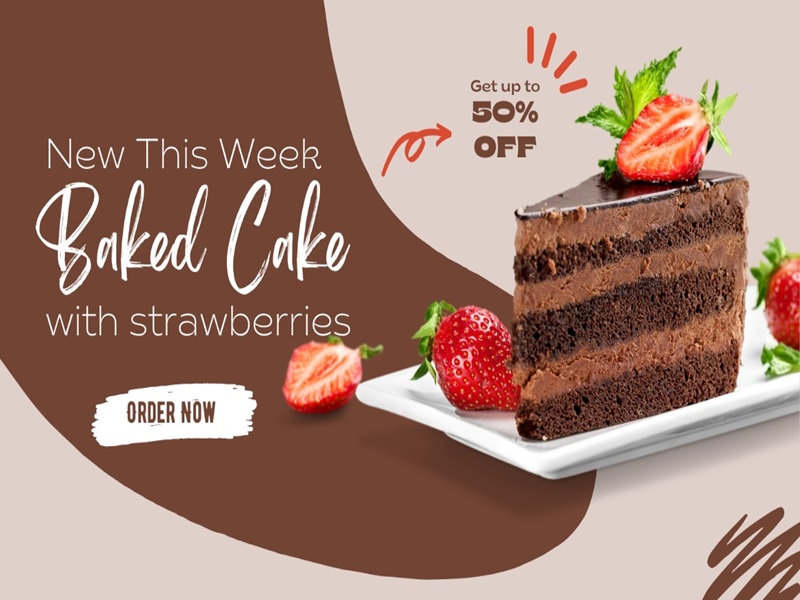 New This Week
Baked Cake
with strawberries
ORDER NOW
Get up to
50%
OFF